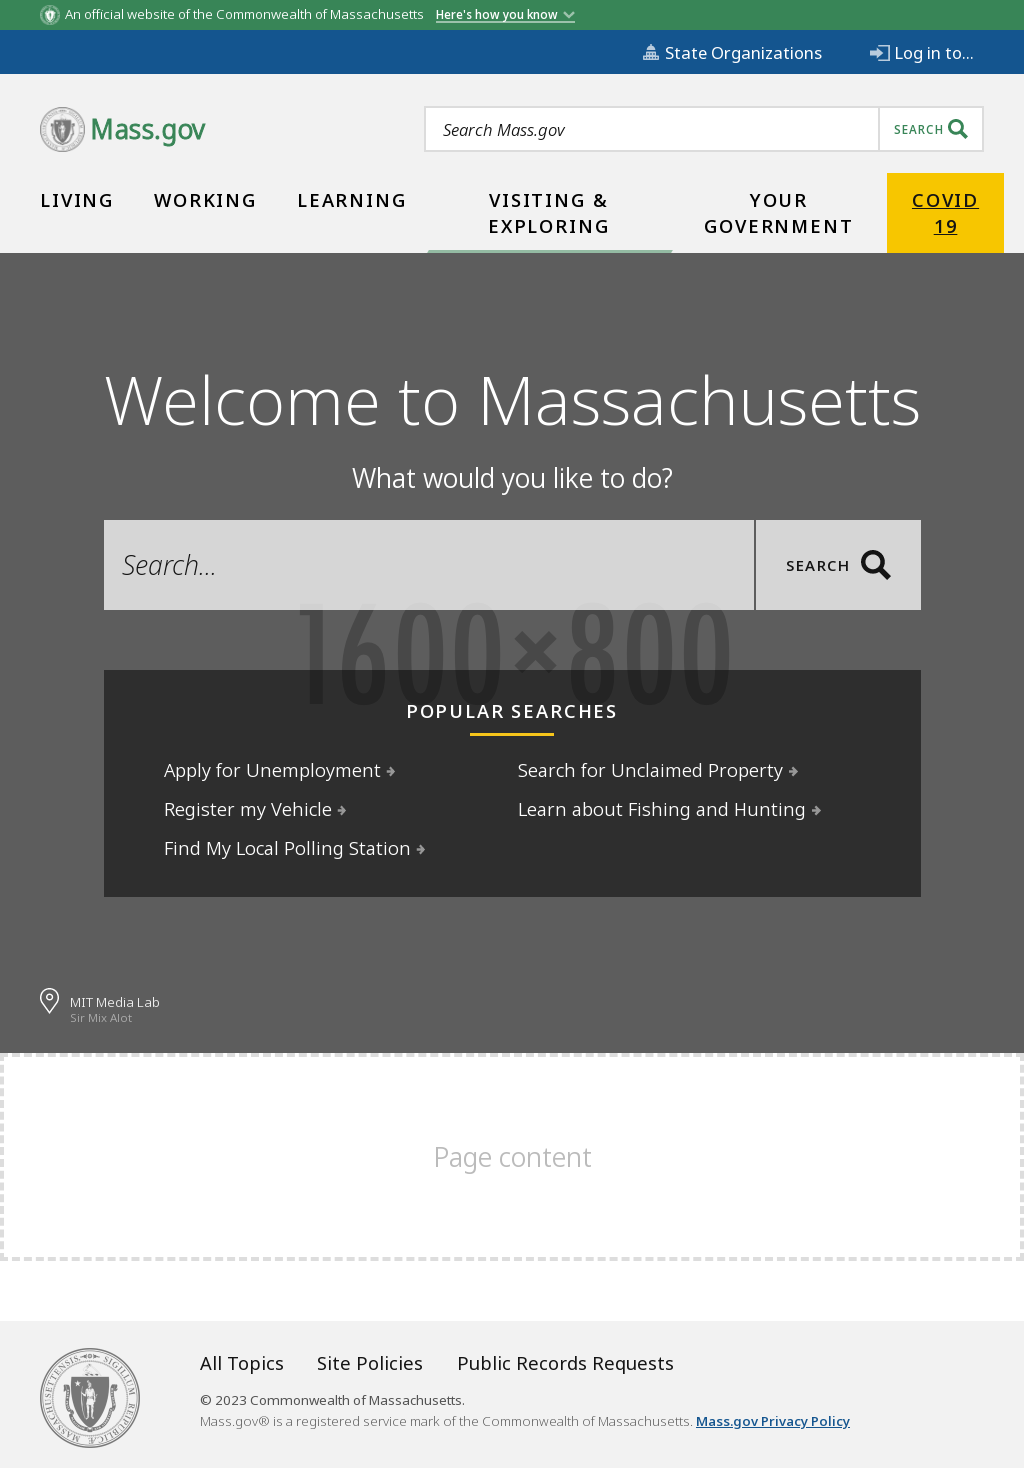 An official website of the Commonwealth of Massachusetts Here's how you know
State Organizations Log in to...
Mass.gov
Search Mass.gov
SEARCH
LIVING
WORKING
LEARNING
VISITING &
EXPLORING
YOUR
GOVERNMENT
COVID
19
Welcome to Massachusetts
What would you like to do?
Search...
SEARCH
1600×800
POPULAR SEARCHES
Apply for Unemployment
Search for Unclaimed Property
Register my Vehicle
Learn about Fishing and Hunting
Find My Local Polling Station
MIT Media Lab
Sir Mix Alot
Page content
All Topics Site Policies Public Records Requests
© 2023 Commonwealth of Massachusetts.
Mass.gov® is a registered service mark of the Commonwealth of Massachusetts. Mass.gov Privacy Policy